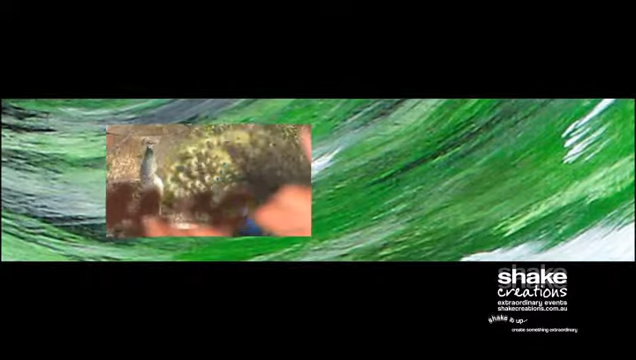 shake
creations
extraordinary events
shakecreations.com.au
shake it up
create something extraordinary